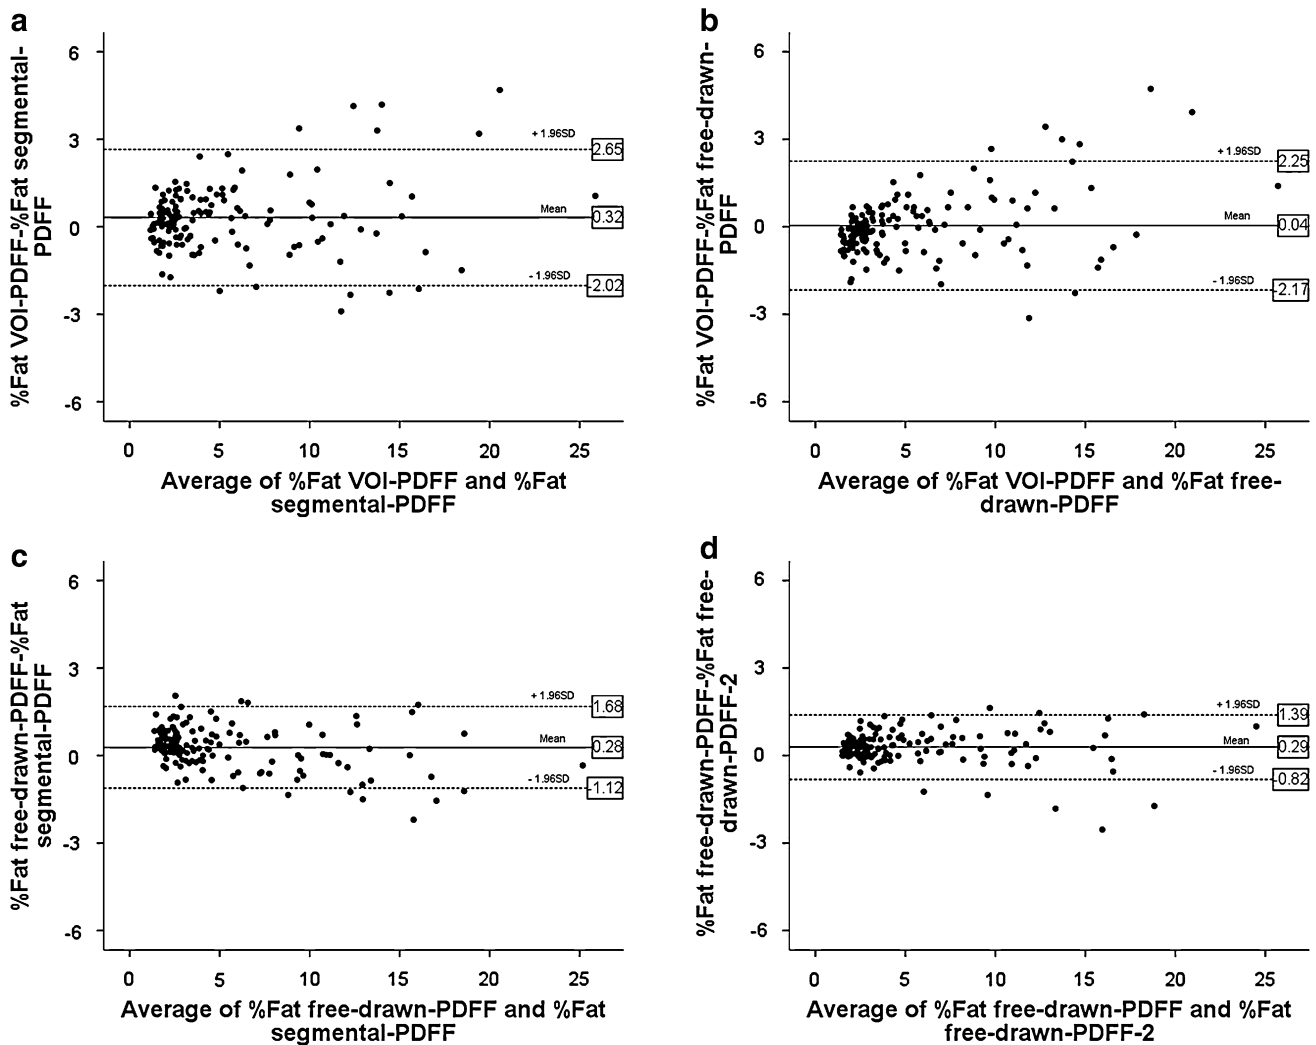 a
%Fat VOI-PDFF-%Fat segmental-
PDFF
6
3
0
-3
-6
+ 1.96SD
2.65
Mean
0.32
- 1.96SD
-2.02
0 5 10 15 20 25
Average of %Fat VOI-PDFF and %Fat
segmental-PDFF
b
%Fat VOI-PDFF-%Fat free-drawn-
PDFF
6
3
0
-3
-6
+ 1.96SD
2.25
Mean
0.04
- 1.96SD
-2.17
0 5 10 15 20 25
Average of %Fat VOI-PDFF and %Fat free-
drawn-PDFF
c
%Fat free-drawn-PDFF-%Fat
segmental-PDFF
6
3
0
-3
-6
+ 1.96SD
1.68
Mean
0.28
- 1.96SD
-1.12
0 5 10 15 20 25
Average of %Fat free-drawn-PDFF and %Fat
segmental-PDFF
d
%Fat free-drawn-PDFF-%Fat free-
drawn-PDFF-2
6
3
0
-3
-6
+ 1.96SD
1.39
Mean
0.29
- 1.96SD
-0.82
0 5 10 15 20 25
Average of %Fat free-drawn-PDFF and %Fat
free-drawn-PDFF-2